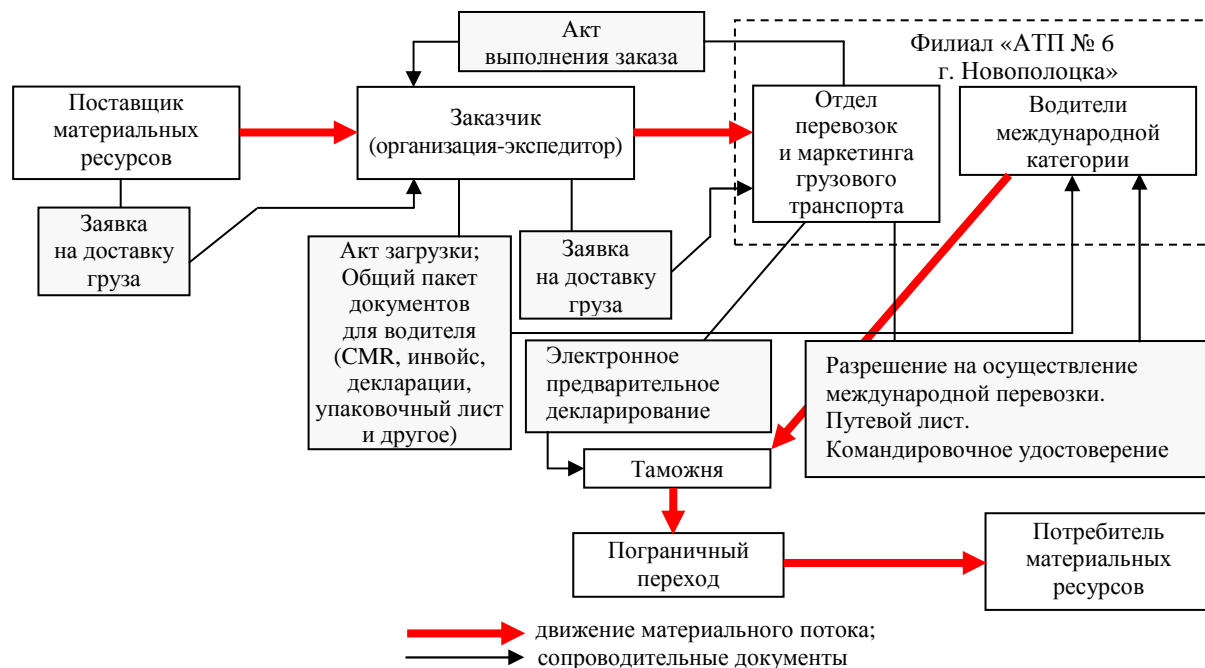 Акт
выполнения заказа
Филиал «АТП № 6
г. Новополоцка»
Поставщик
материальных
ресурсов
Заказчик
(организация-экспедитор)
Отдел
перевозок
и маркетинга
грузового
транспорта
Водители
международной
категории
Заявка
на доставку
груза
Акт загрузки;
Общий пакет
документов
для водителя
(CMR, инвойс,
декларации,
упаковочный лист
и другое)
Заявка
на доставку
груза
Электронное
предварительное
декларирование
Разрешение на осуществление
международной перевозки.
Путевой лист.
Командировочное удостоверение
Таможня
Пограничный
переход
Потребитель
материальных
ресурсов
движение материального потока;
сопроводительные документы